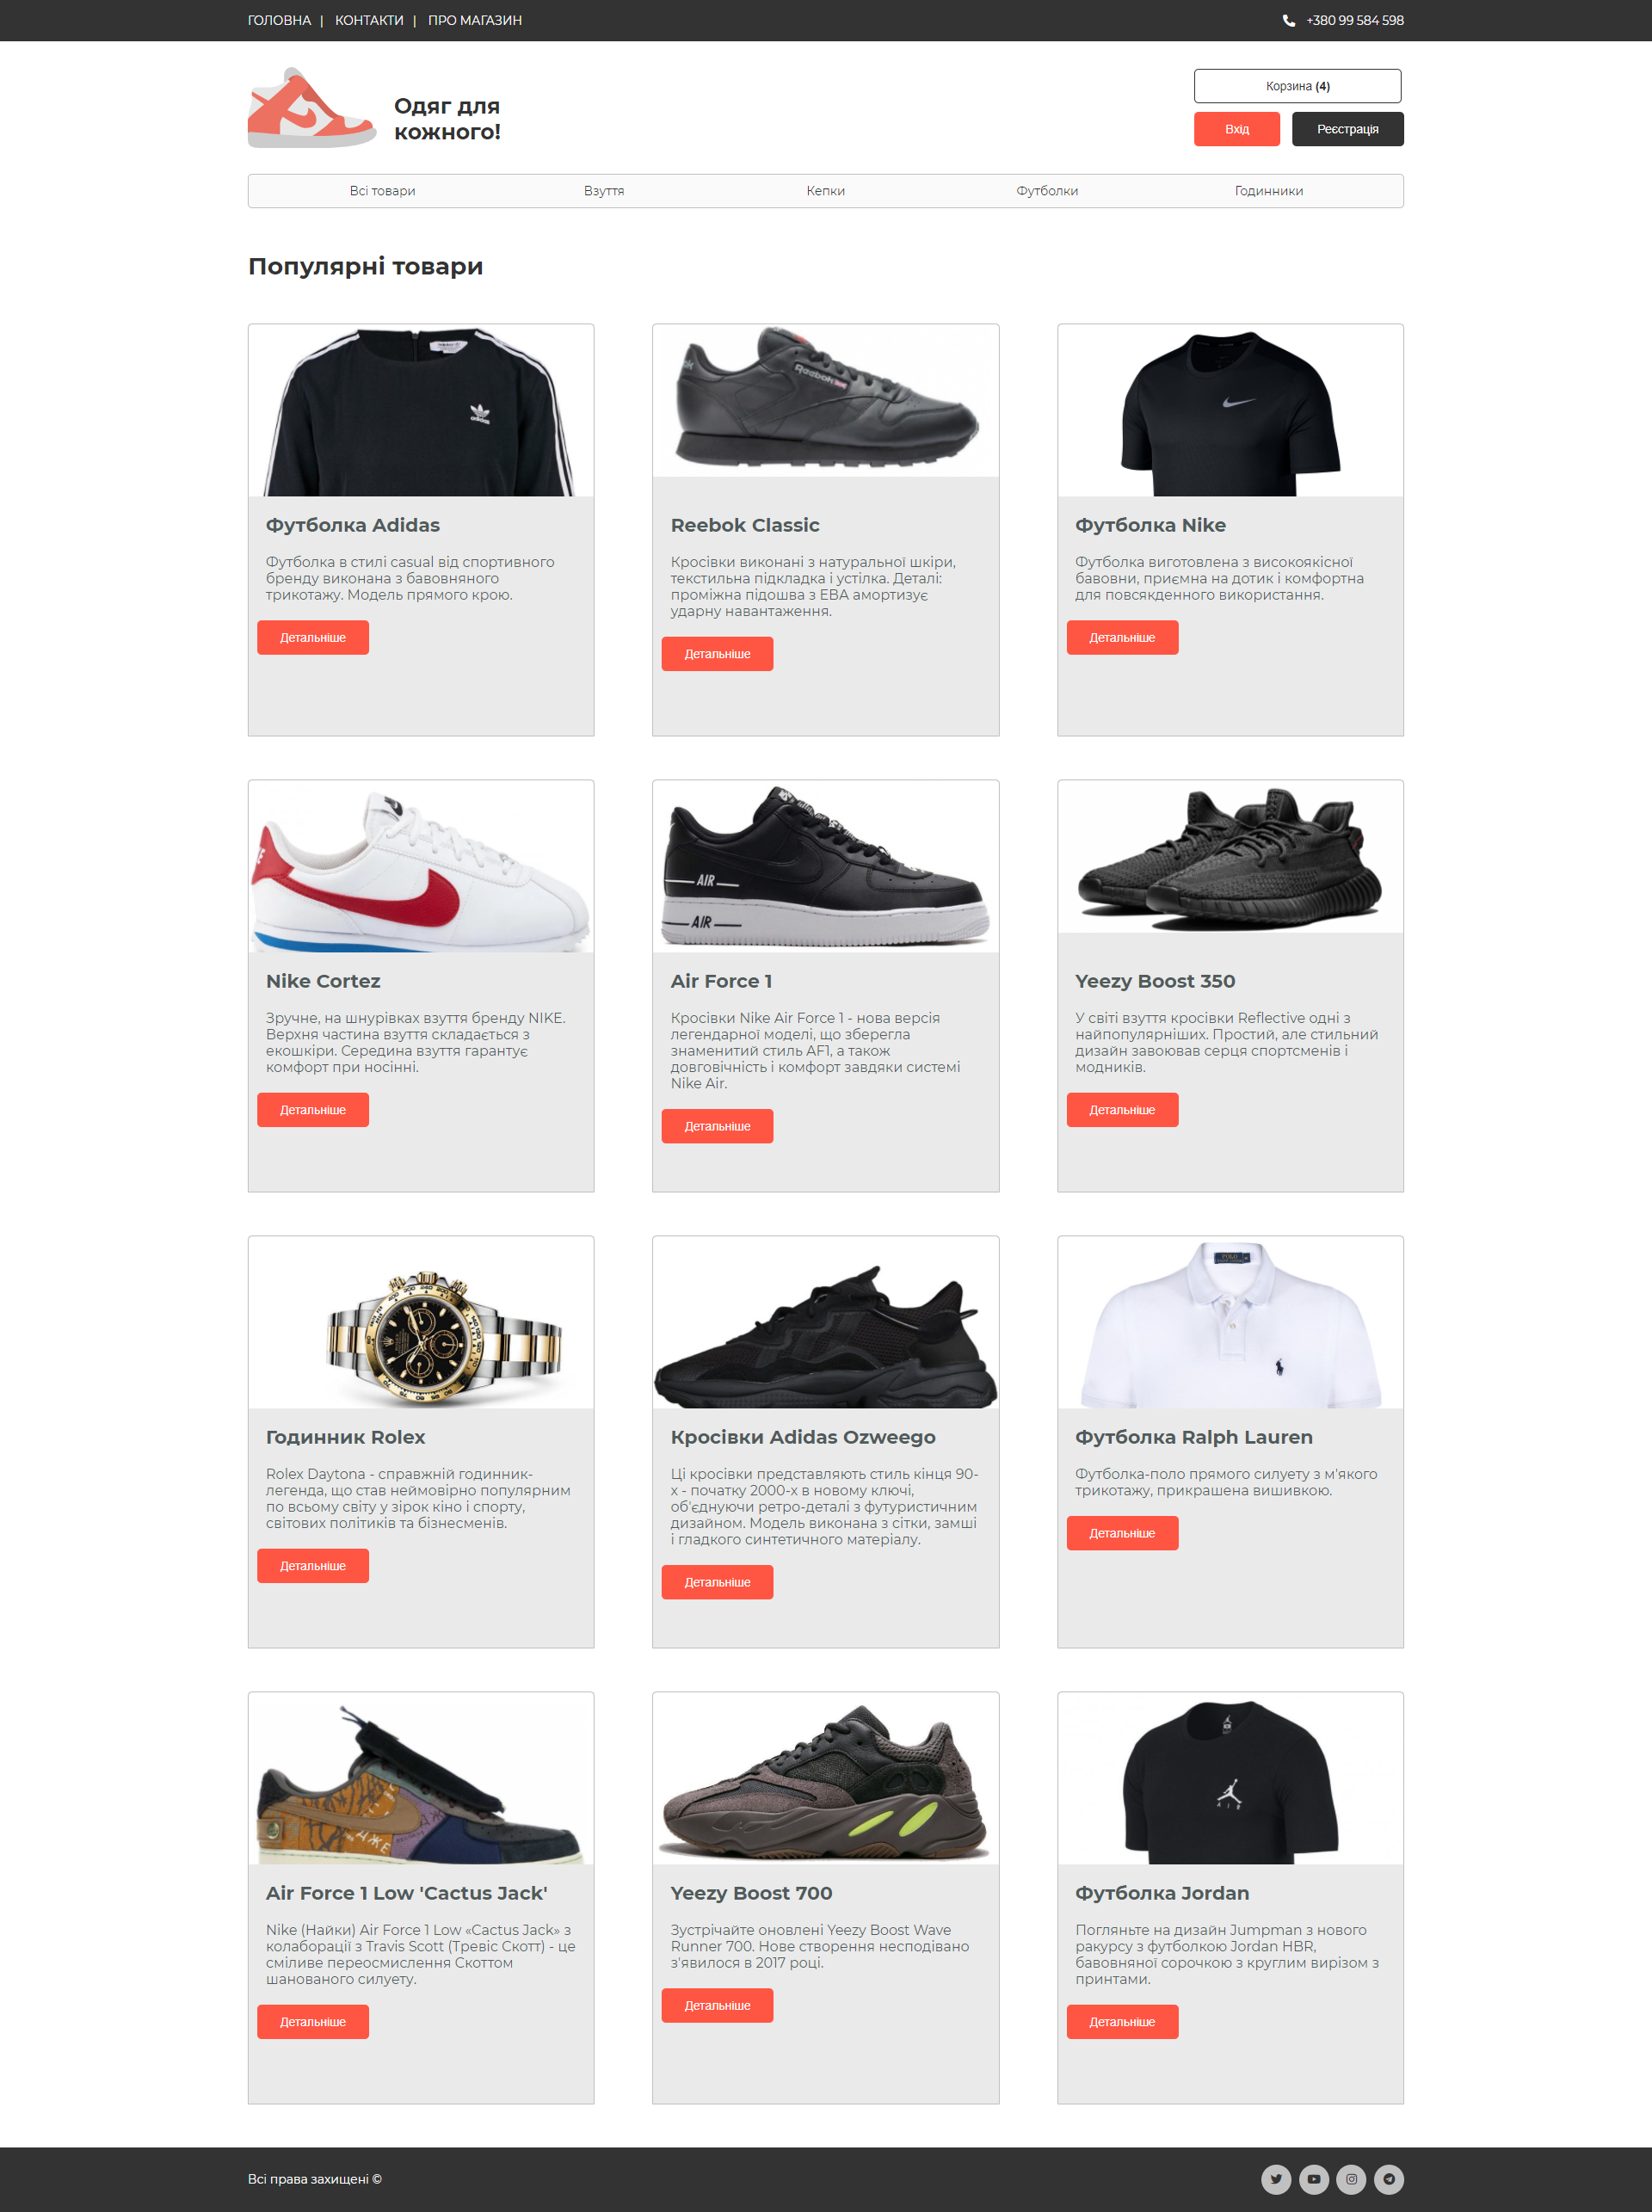 ГОЛОВНА | КОНТАКТИ | ПРО МАГАЗИН
+380 99 584 598
Одяг для
кожного!
Корзина (4)
Вхід
Реєстрація
Всі товари
Взуття
Кепки
Футболки
Годинники
Популярні товари
adidas
Футболка Adidas
Футболка в стилі casual від спортивного
бренду виконана з бавовняного
трикотажу. Модель прямого крою.
Детальніше
Reebok
Reebok Classic
Кросівки виконані з натуральної шкіри,
текстильна підкладка і устілка. Деталі:
проміжна підошва з ЕВА амортизує
ударну навантаження.
Детальніше
Футболка Nike
Футболка виготовлена з високоякісної
бавовни, приємна на дотик і комфортна
для повсякденного використання.
Детальніше
Nike Cortez
Зручне, на шнурівках взуття бренду NIKE.
Верхня частина взуття складається з
екошкіри. Середина взуття гарантує
комфорт при носінні.
Детальніше
AIR
AIR
Air Force 1
Кросівки Nike Air Force 1 - нова версія
легендарної моделі, що зберегла
знаменитий стиль AF1, а також
довговічність і комфорт завдяки системі
Nike Air.
Детальніше
Yeezy Boost 350
У світі взуття кросівки Reflective одні з
найпопулярніших. Простий, але стильний
дизайн завоював серця спортсменів і
модників.
Детальніше
Годинник Rolex
Rolex Daytona - справжній годинник-
легенда, що став неймовірно популярним
по всьому світу у зірок кіно і спорту,
світових політиків та бізнесменів.
Детальніше
Кросівки Adidas Ozweego
Ці кросівки представляють стиль кінця 90-
х - початку 2000-х в новому ключі,
об'єднуючи ретро-деталі з футуристичним
дизайном. Модель виконана з сітки, замші
і гладкого синтетичного матеріалу.
Детальніше
POLO
Футболка Ralph Lauren
Футболка-поло прямого силуету з м'якого
трикотажу, прикрашена вишивкою.
Детальніше
Air Force 1 Low 'Cactus Jack'
Nike (Найки) Air Force 1 Low «Cactus Jack» з
колаборації з Travis Scott (Тревіс Скотт) - це
сміливе переосмислення Скоттом
шанованого силуету.
Детальніше
Yeezy Boost 700
Зустрічайте оновлені Yeezy Boost Wave
Runner 700. Нове створення несподівано
з'явилося в 2017 році.
Детальніше
AIR
Футболка Jordan
Погляньте на дизайн Jumpman з нового
ракурсу з футболкою Jordan HBR,
бавовняної сорочкою з круглим вирізом з
принтами.
Детальніше
Всі права захищені ©